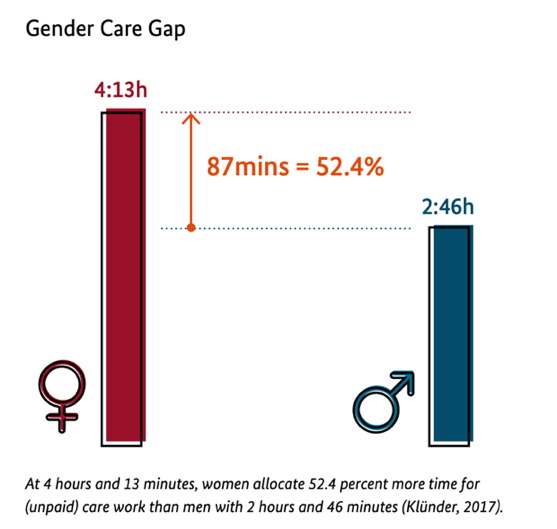 Gender Care Gap
4:13h
87mins = 52.4%
2:46h
At 4 hours and 13 minutes, women allocate 52.4 percent more time for
(unpaid) care work than men with 2 hours and 46 minutes (Klünder, 2017).